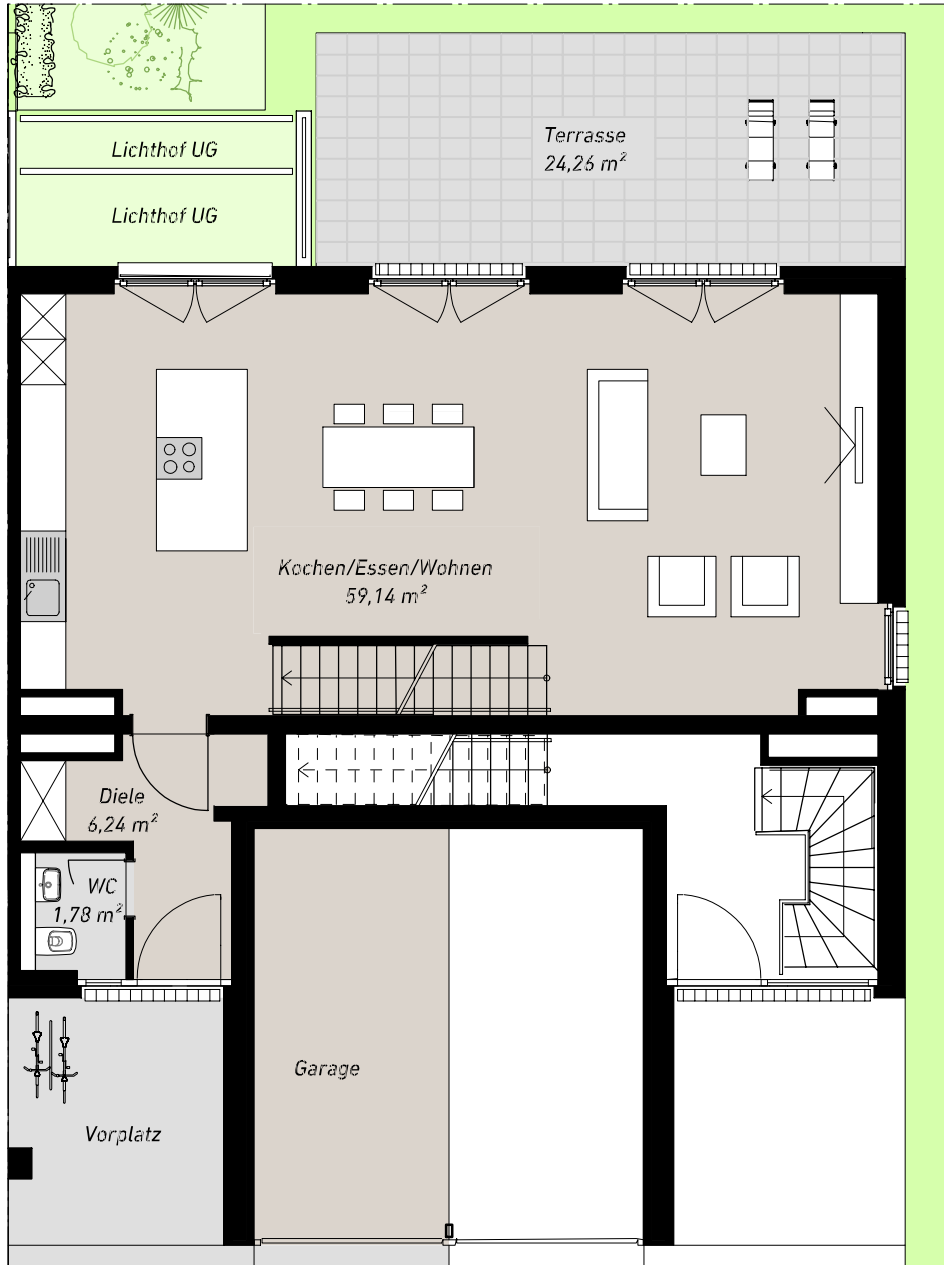 Lichthof UG
Lichthof UG
Terrasse
24,26 m²
Kochen/Essen/Wohnen
59,14 m²
Diele
6,24 m²
WC
1,78 m²
Garage
Vorplatz